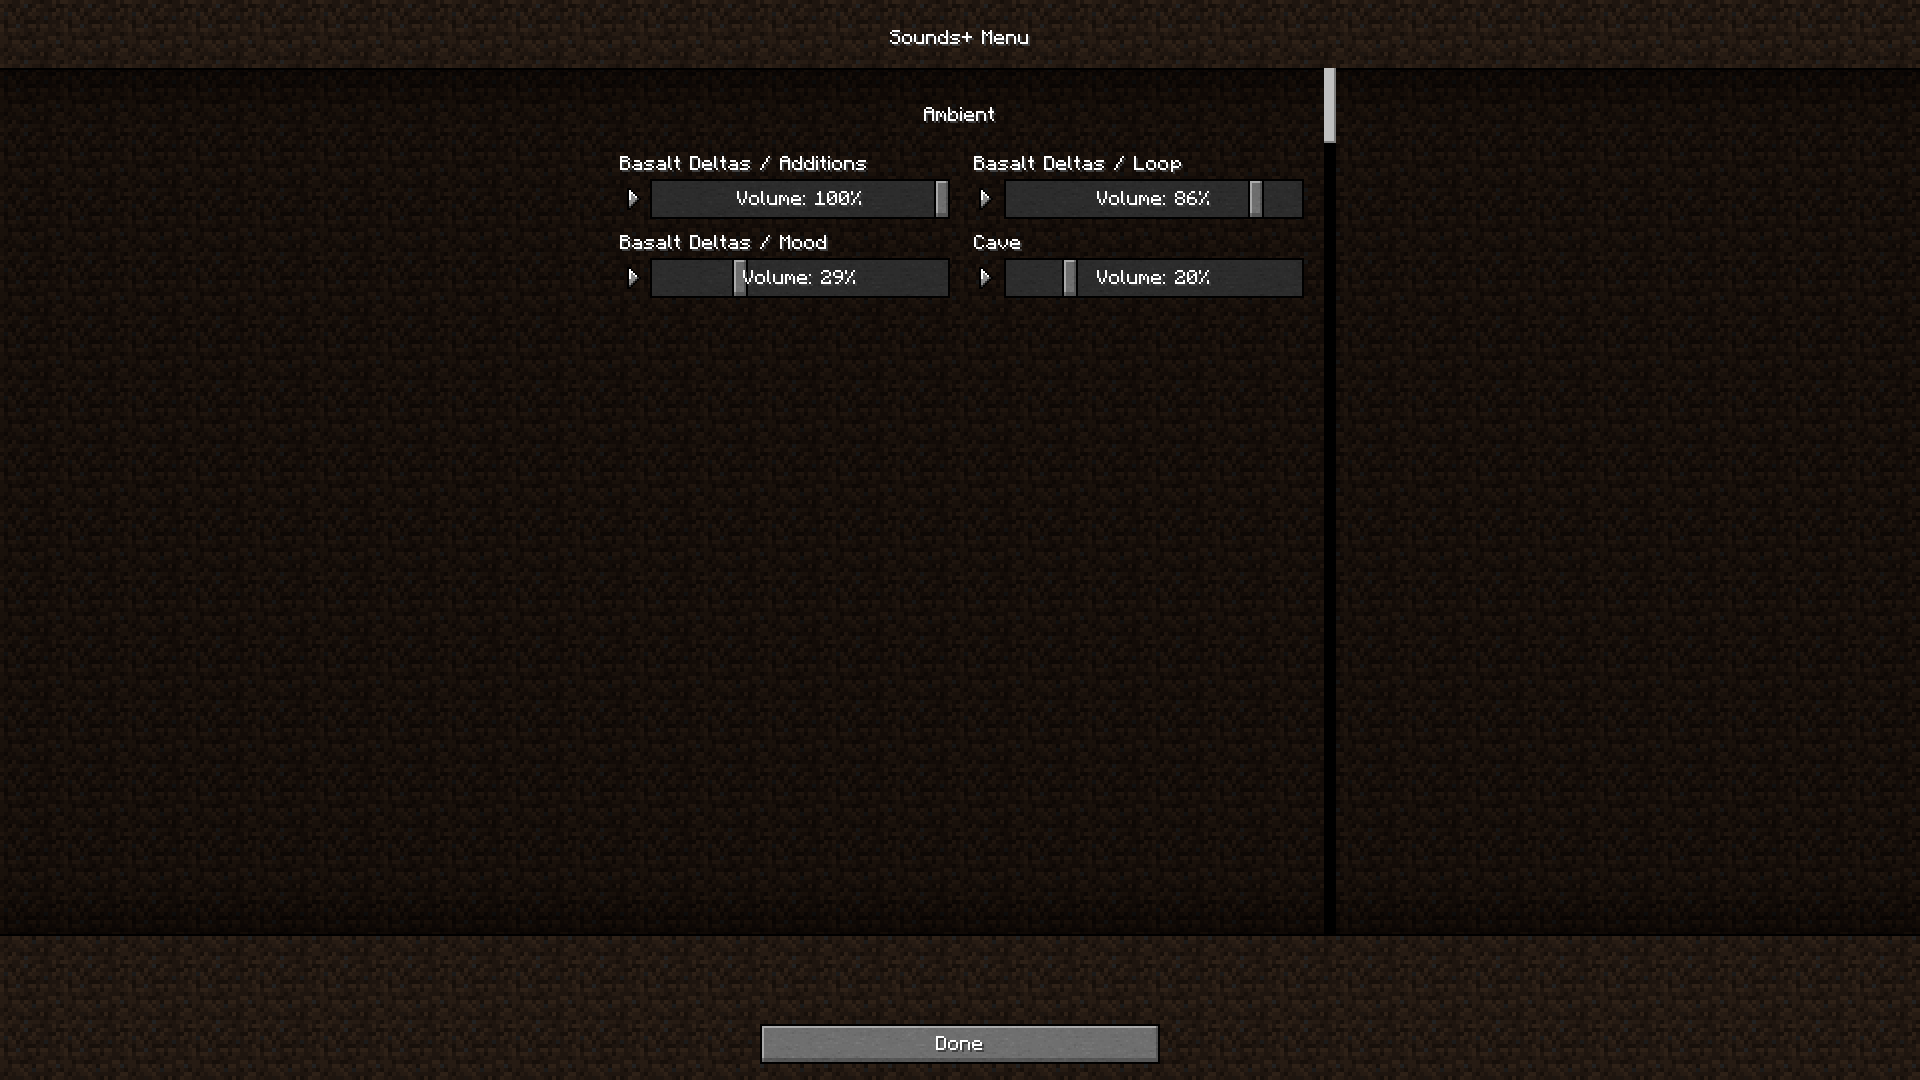 Sounds+ Menu
Ambient
Basalt Deltas / Additions
Basalt Deltas / Loop
Volume: 100%
Volume: 86%
Basalt Deltas / Mood
Cave
Volume: 29%
Volume: 20%
Done